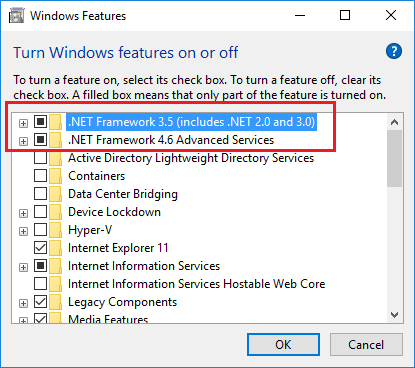 Windows Features
Turn Windows features on or off
?
To turn a feature on, select its check box. To turn a feature off, clear its
check box. A filled box means that only part of the feature is turned on.
.NET Framework 3.5 (includes .NET 2.0 and 3.0)
.NET Framework 4.6 Advanced Services
Active Directory Lightweight Directory Services
Containers
Data Center Bridging
Device Lockdown
Hyper-V
Internet Explorer 11
Internet Information Services
Internet Information Services Hostable Web Core
Legacy Components
Media Features
OK
Cancel